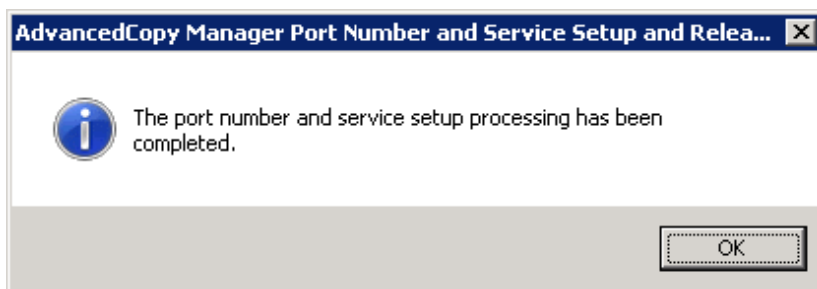 AdvancedCopy Manager Port Number and Service Setup and Relea...
The port number and service setup processing has been
completed.
OK